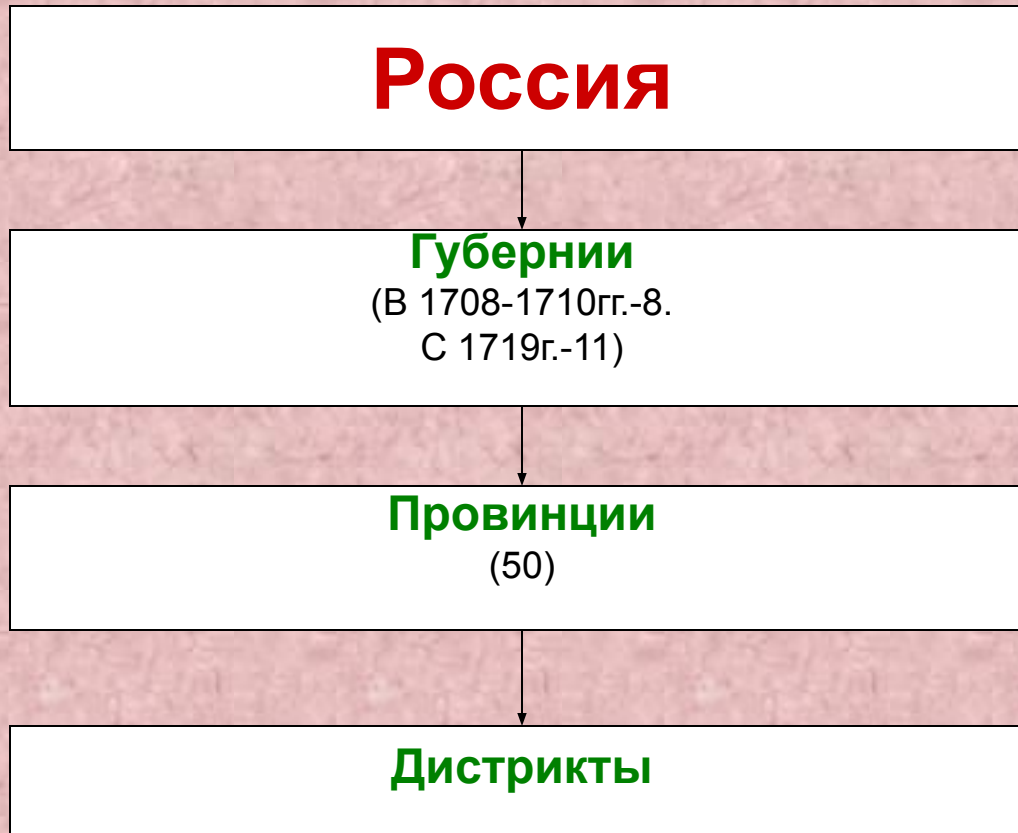 Россия
Губернии
(В 1708-1710гг.-8.
С 1719г.-11)
Провинции
(50)
Дистрикты